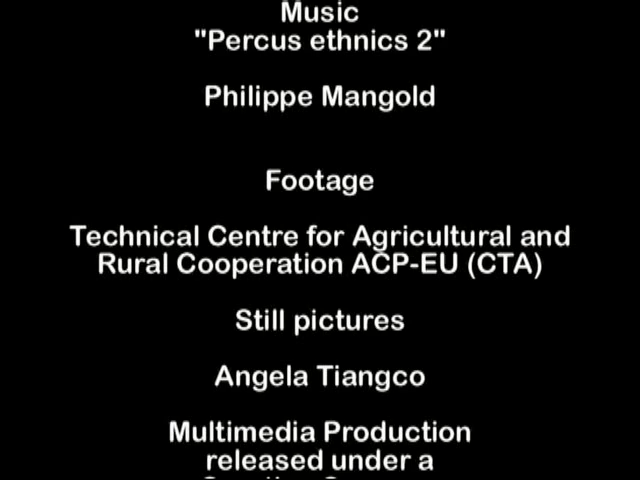 Music
"Percus ethnics 2"
Philippe Mangold
Footage
Technical Centre for Agricultural and
Rural Cooperation ACP-EU (CTA)
Still pictures
Angela Tiangco
Multimedia Production
released under a